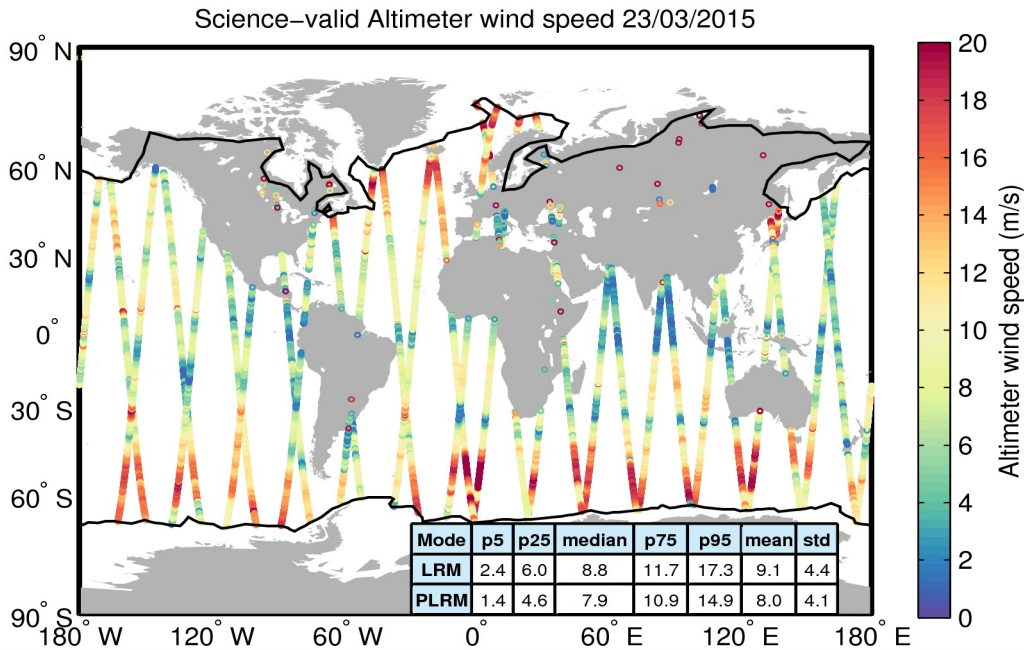 Science−valid Altimeter wind speed 23/03/2015
90° N
60° N
30° N
0°
30° S
60° S
90° S
180° W
120° W
60° W
0°
60° E
120° E
180° E
Mode p5 p25 median p75 p95 mean std
LRM 2.4 6.0 8.8 11.7 17.3 9.1 4.4
PLRM 1.4 4.6 7.9 10.9 14.9 8.0 4.1
20
18
16
14
12
10
8
6
4
2
0
Altimeter wind speed (m/s)